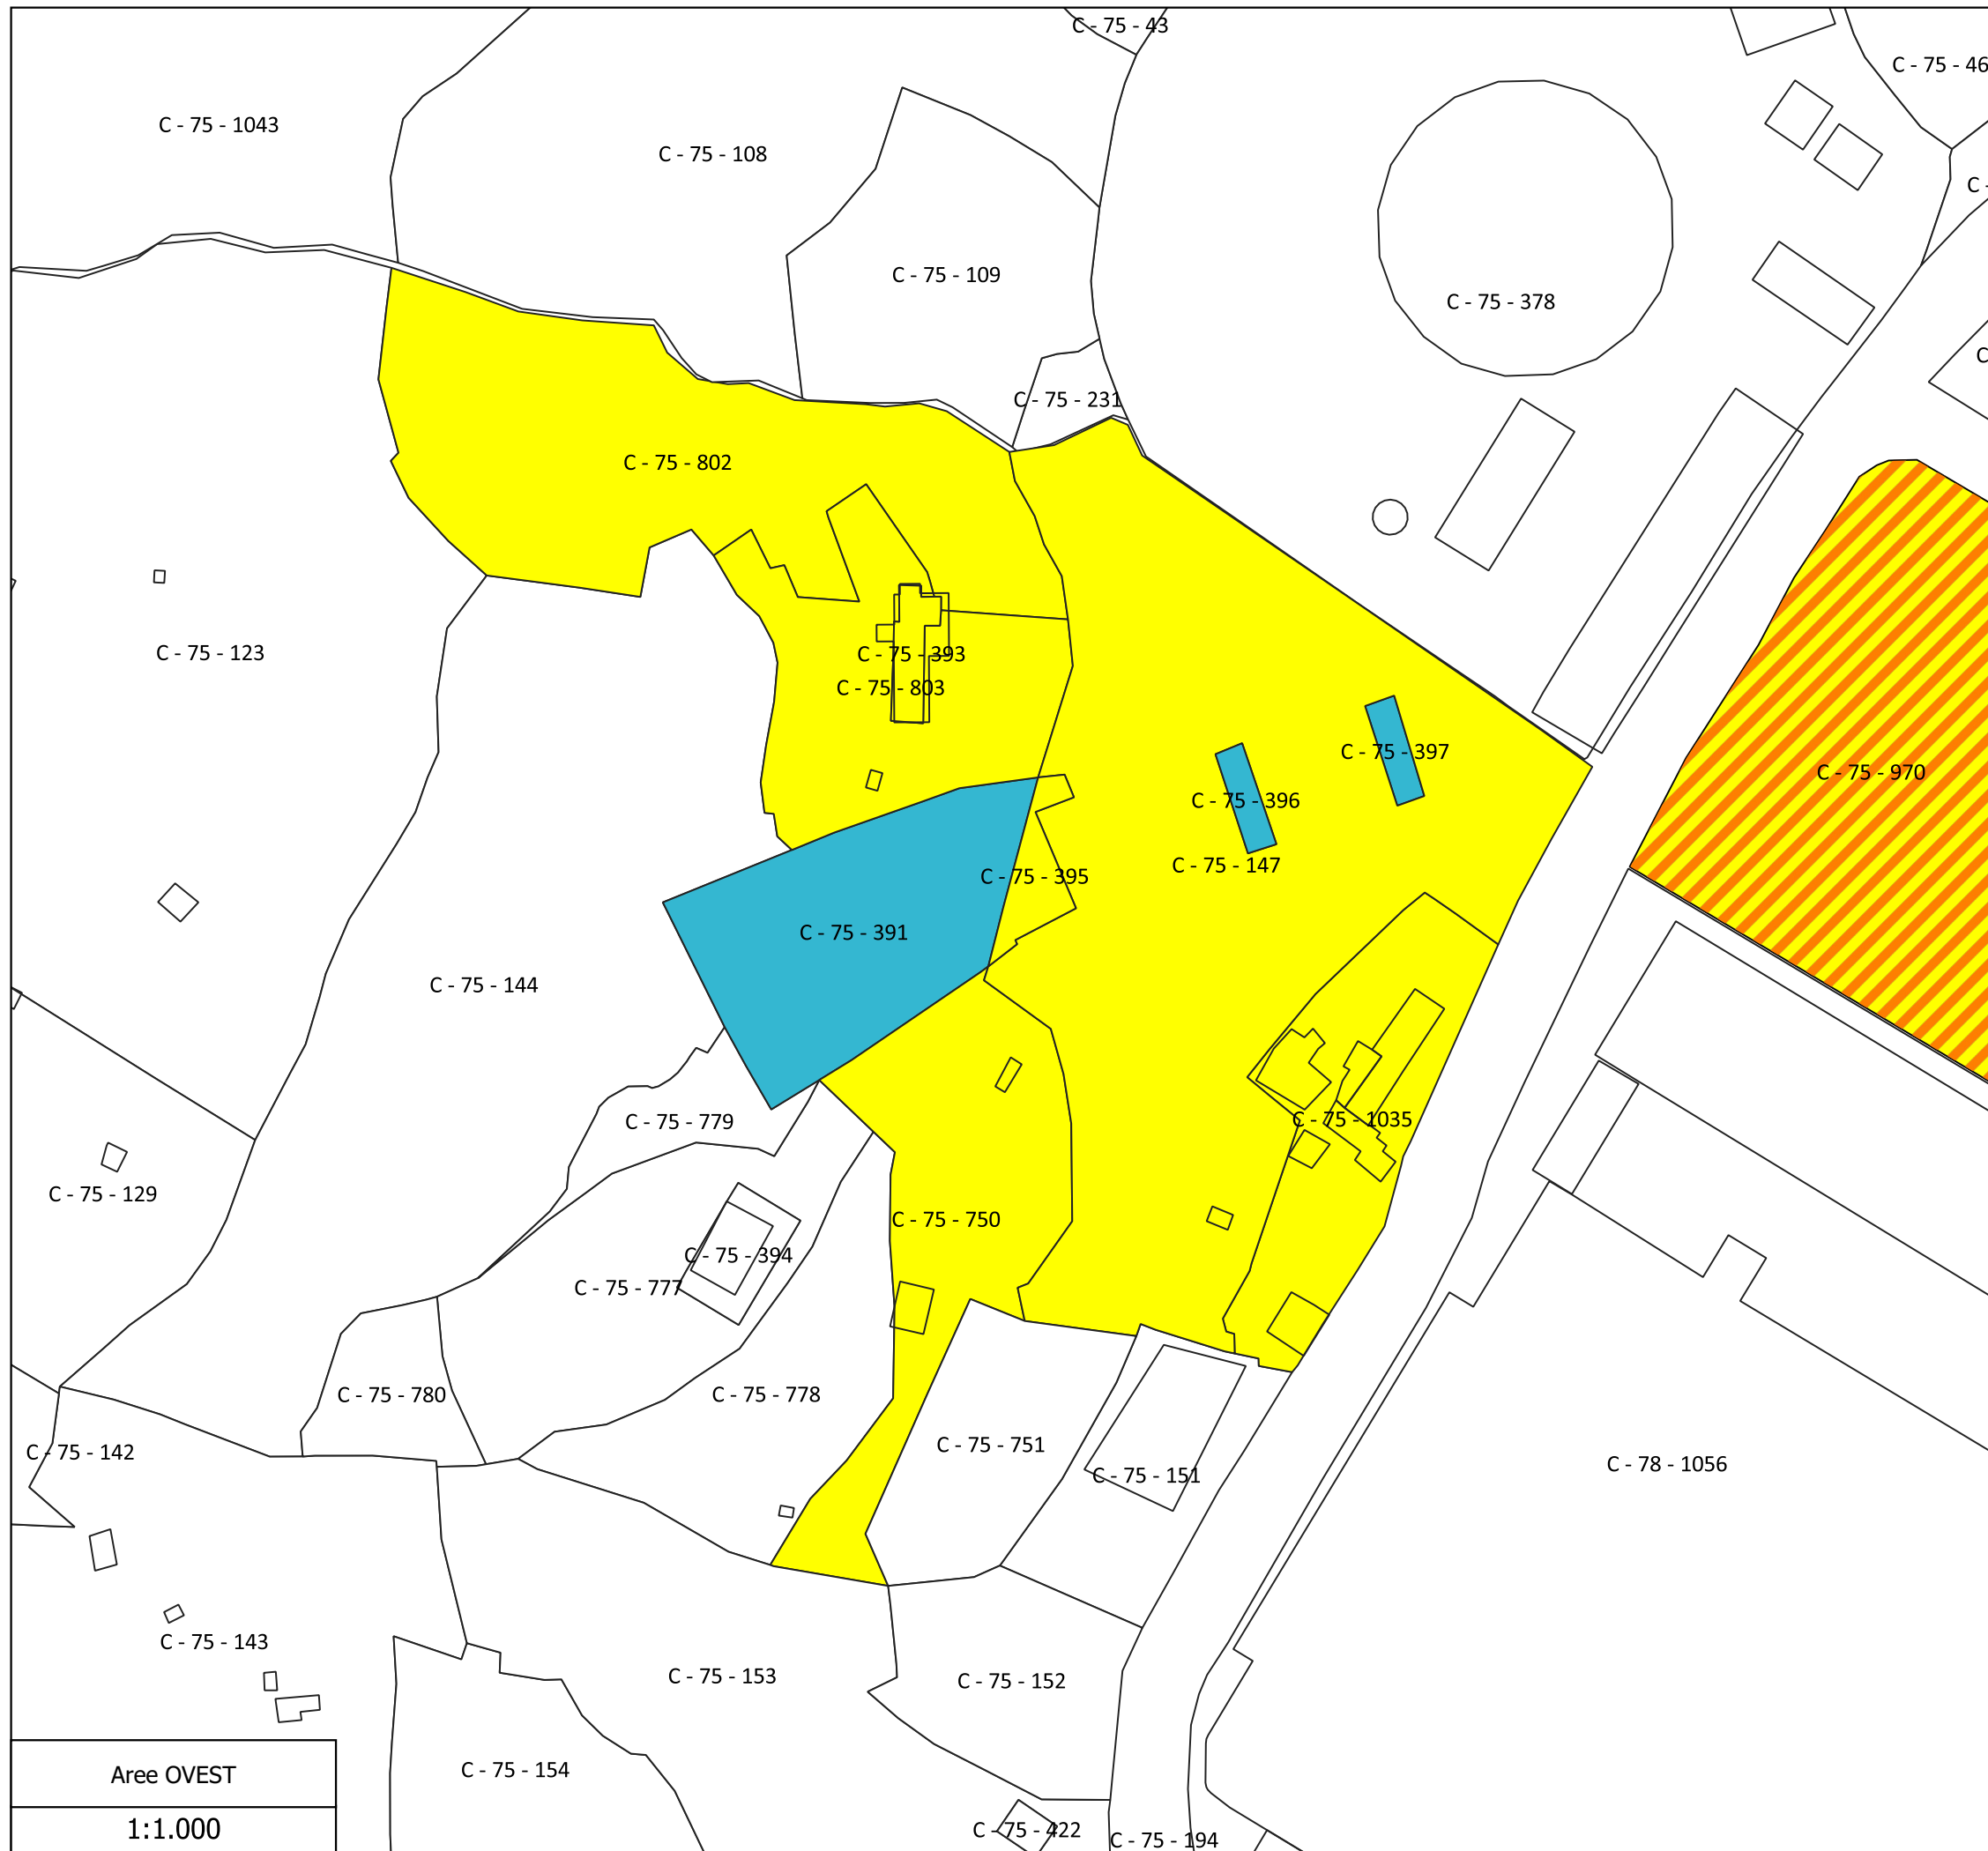 C - 75 - 43
C - 75 - 46
C - 75 - 1043
C - 75 - 108
C -
C - 75 - 109
C - 75 - 378
C
C - 75 - 231
C - 75 - 802
C - 75 - 123
C - 75 - 393
C - 75 - 803
C - 75 - 397
C - 75 - 970
C - 75 - 396
C - 75 - 147
C - 75 - 395
C - 75 - 391
C - 75 - 144
C - 75 - 779
C - 75 - 1035
C - 75 - 129
C - 75 - 750
C - 75 - 394
C - 75 - 777
C - 75 - 780
C - 75 - 778
C - 75 - 142
C - 75 - 751
C - 75 - 151
C - 78 - 1056
C - 75 - 143
C - 75 - 153
C - 75 - 152
C - 75 - 154
Aree OVEST
1:1.000
C - 75 - 422
C - 75 - 194